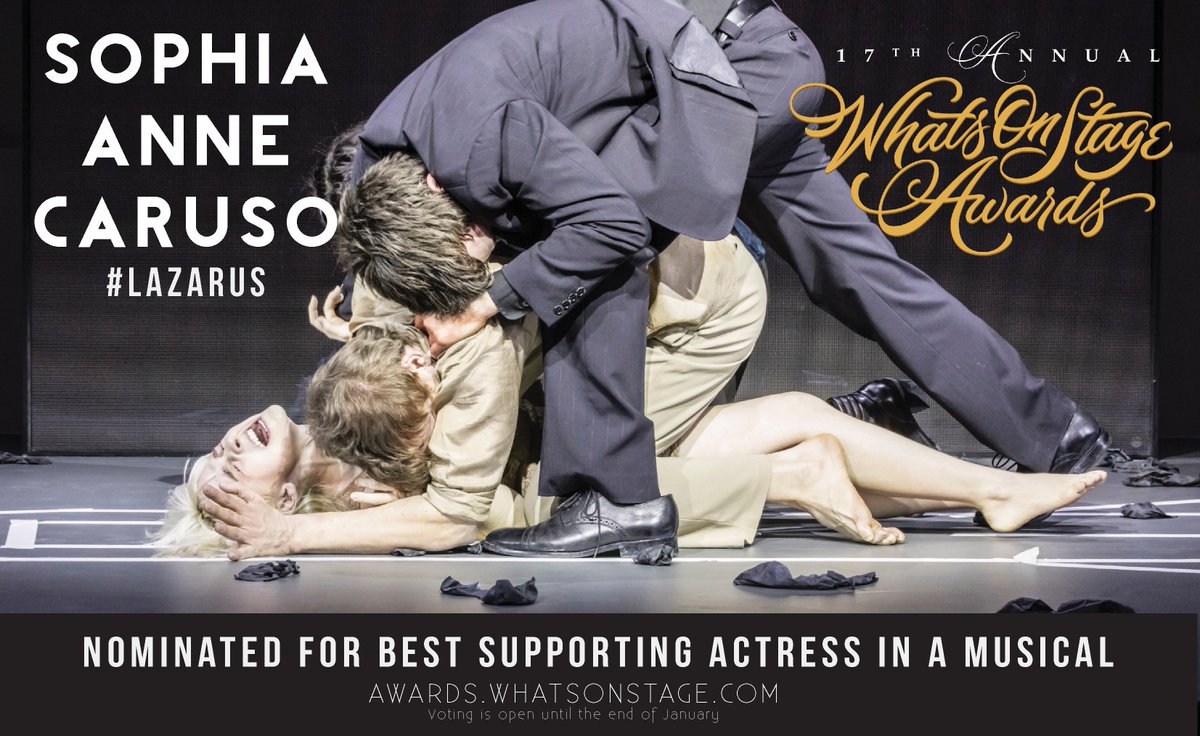 SOPHIA
ANNE
CARUSO
#LAZARUS
17TH ANNUAL
WhatsOnStage
Awards
NOMINATED FOR BEST SUPPORTING ACTRESS IN A MUSICAL
AWARDS.WHATSONSTAGE.COM
Voting is open until the end of January